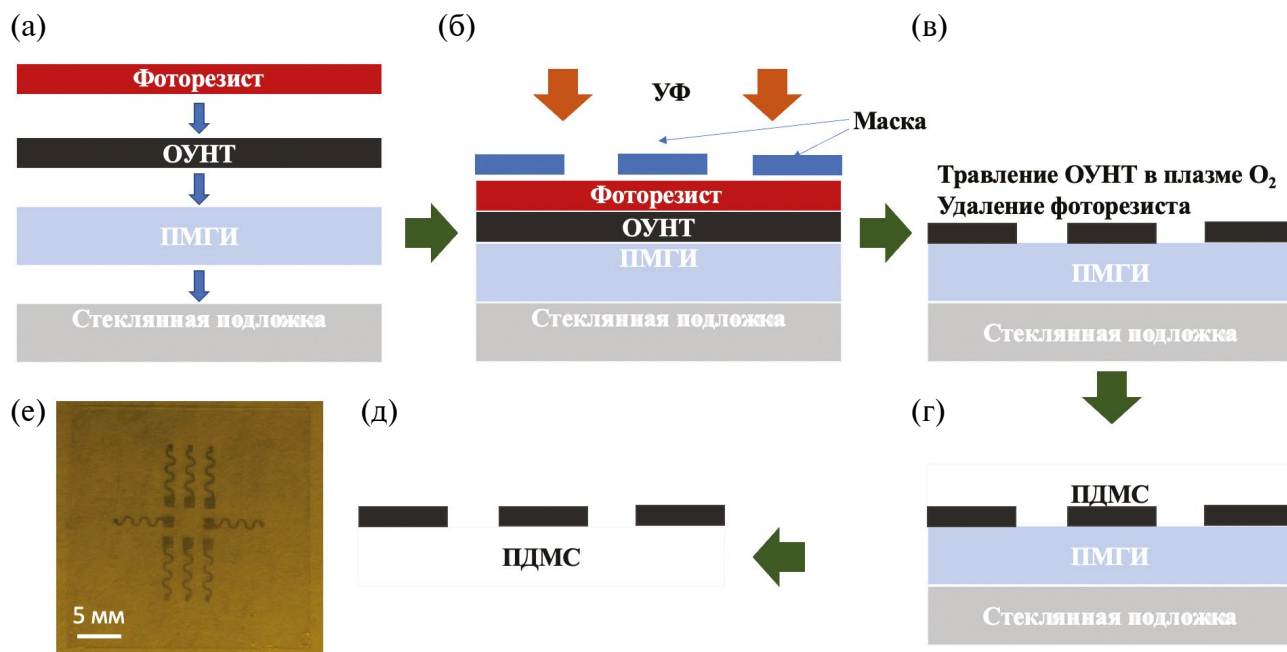 (а)
Фоторезист
ОУНТ
ПМГИ
Стеклянная подложка
(б)
УФ
Маска
Фоторезист
ОУНТ
ПМГИ
Стеклянная подложка
(в)
Травление ОУНТ в плазме O₂
Удаление фоторезиста
ПМГИ
Стеклянная подложка
(е)
5 мм
(д)
ПДМС
(г)
ПДМС
ПМГИ
Стеклянная подложка